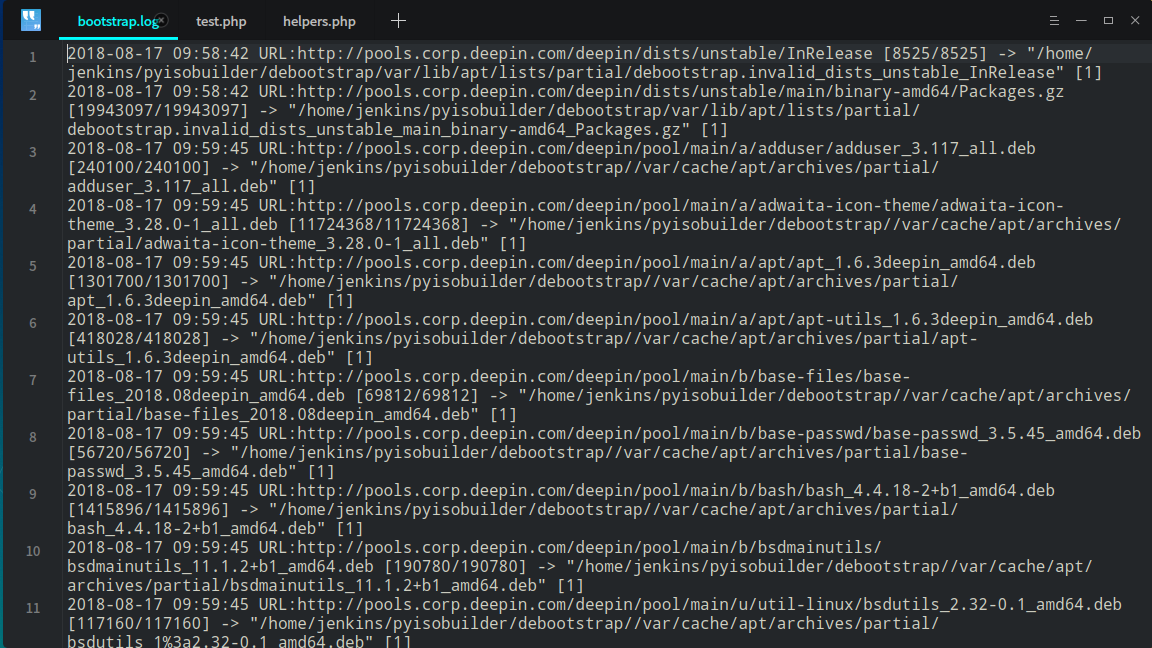 bootstrap.log test.php helpers.php
1 2018-08-17 09:58:42 URL:http://pools.corp.deepin.com/deepin/dists/unstable/InRelease [8525/8525] -> "/home/
jenkins/pyisobuilder/debootstrap/var/lib/apt/lists/partial/debootstrap.invalid_dists_unstable_InRelease" [1]
2 2018-08-17 09:58:42 URL:http://pools.corp.deepin.com/deepin/dists/unstable/main/binary-amd64/Packages.gz
[19943097/19943097] -> "/home/jenkins/pyisobuilder/debootstrap/var/lib/apt/lists/partial/
debootstrap.invalid_dists_unstable_main_binary-amd64_Packages.gz" [1]
3 2018-08-17 09:59:45 URL:http://pools.corp.deepin.com/deepin/pool/main/a/adduser/adduser_3.117_all.deb
[240100/240100] -> "/home/jenkins/pyisobuilder/debootstrap//var/cache/apt/archives/partial/
adduser_3.117_all.deb" [1]
4 2018-08-17 09:59:45 URL:http://pools.corp.deepin.com/deepin/pool/main/a/adwaita-icon-theme/adwaita-icon-
theme_3.28.0-1_all.deb [11724368/11724368] -> "/home/jenkins/pyisobuilder/debootstrap//var/cache/apt/archives/
partial/adwaita-icon-theme_3.28.0-1_all.deb" [1]
5 2018-08-17 09:59:45 URL:http://pools.corp.deepin.com/deepin/pool/main/a/apt/apt_1.6.3deepin_amd64.deb
[1301700/1301700] -> "/home/jenkins/pyisobuilder/debootstrap//var/cache/apt/archives/partial/
apt_1.6.3deepin_amd64.deb" [1]
6 2018-08-17 09:59:45 URL:http://pools.corp.deepin.com/deepin/pool/main/a/apt/apt-utils_1.6.3deepin_amd64.deb
[418028/418028] -> "/home/jenkins/pyisobuilder/debootstrap//var/cache/apt/archives/partial/apt-
utils_1.6.3deepin_amd64.deb" [1]
7 2018-08-17 09:59:45 URL:http://pools.corp.deepin.com/deepin/pool/main/b/base-files/base-
files_2018.08deepin_amd64.deb [69812/69812] -> "/home/jenkins/pyisobuilder/debootstrap//var/cache/apt/archives/
partial/base-files_2018.08deepin_amd64.deb" [1]
8 2018-08-17 09:59:45 URL:http://pools.corp.deepin.com/deepin/pool/main/b/base-passwd/base-passwd_3.5.45_amd64.deb
[56720/56720] -> "/home/jenkins/pyisobuilder/debootstrap//var/cache/apt/archives/partial/base-
passwd_3.5.45_amd64.deb" [1]
9 2018-08-17 09:59:45 URL:http://pools.corp.deepin.com/deepin/pool/main/b/bash/bash_4.4.18-2+b1_amd64.deb
[1415896/1415896] -> "/home/jenkins/pyisobuilder/debootstrap//var/cache/apt/archives/partial/
bash_4.4.18-2+b1_amd64.deb" [1]
10 2018-08-17 09:59:45 URL:http://pools.corp.deepin.com/deepin/pool/main/b/bsdmainutils/
bsdmainutils_11.1.2+b1_amd64.deb [190780/190780] -> "/home/jenkins/pyisobuilder/debootstrap//var/cache/apt/
archives/partial/bsdmainutils_11.1.2+b1_amd64.deb" [1]
11 2018-08-17 09:59:45 URL:http://pools.corp.deepin.com/deepin/pool/main/u/util-linux/bsdutils_2.32-0.1_amd64.deb
[117160/117160] -> "/home/jenkins/pyisobuilder/debootstrap//var/cache/apt/archives/partial/
bsdutils_1%3a2.32-0.1_amd64.deb" [1]